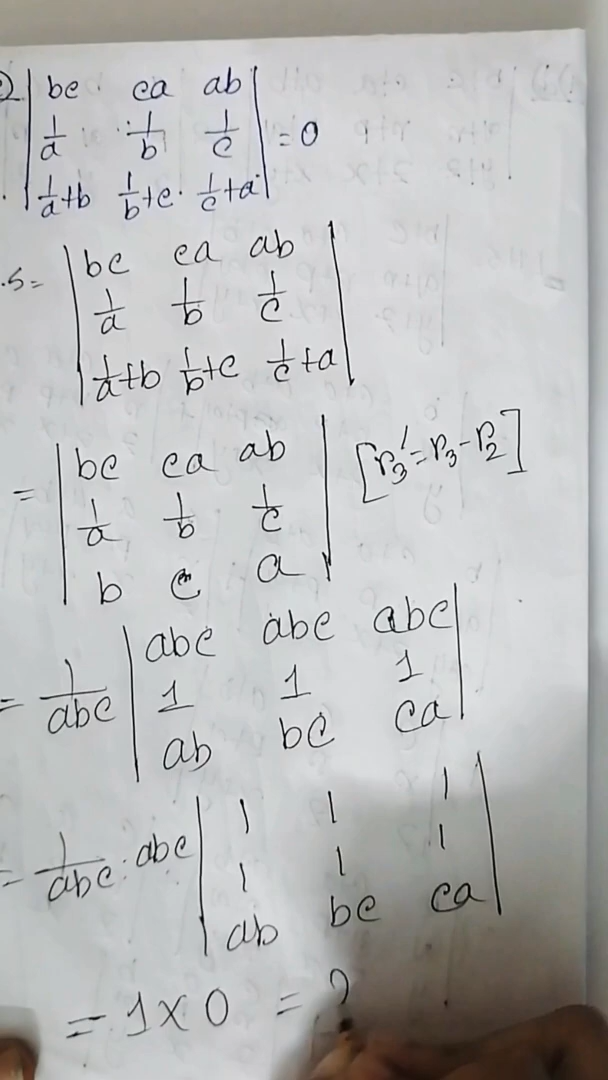 2) | bc ca ab |
| 1/a 1/b 1/c | = 0
| 1/a+b 1/b+c 1/c+a |
.S = | bc ca ab |
| 1/a 1/b 1/c |
| 1/a+b 1/b+c 1/c+a |
= | bc ca ab | [r₃′ = r₃ - r₂]
| 1/a 1/b 1/c |
| b c a |
= 1/abc | abc abc abc |
| 1 1 1 |
| ab bc ca |
= 1/abc . abc | 1 1 1 |
| 1 1 1 |
| ab bc ca |
= 1 × 0 =